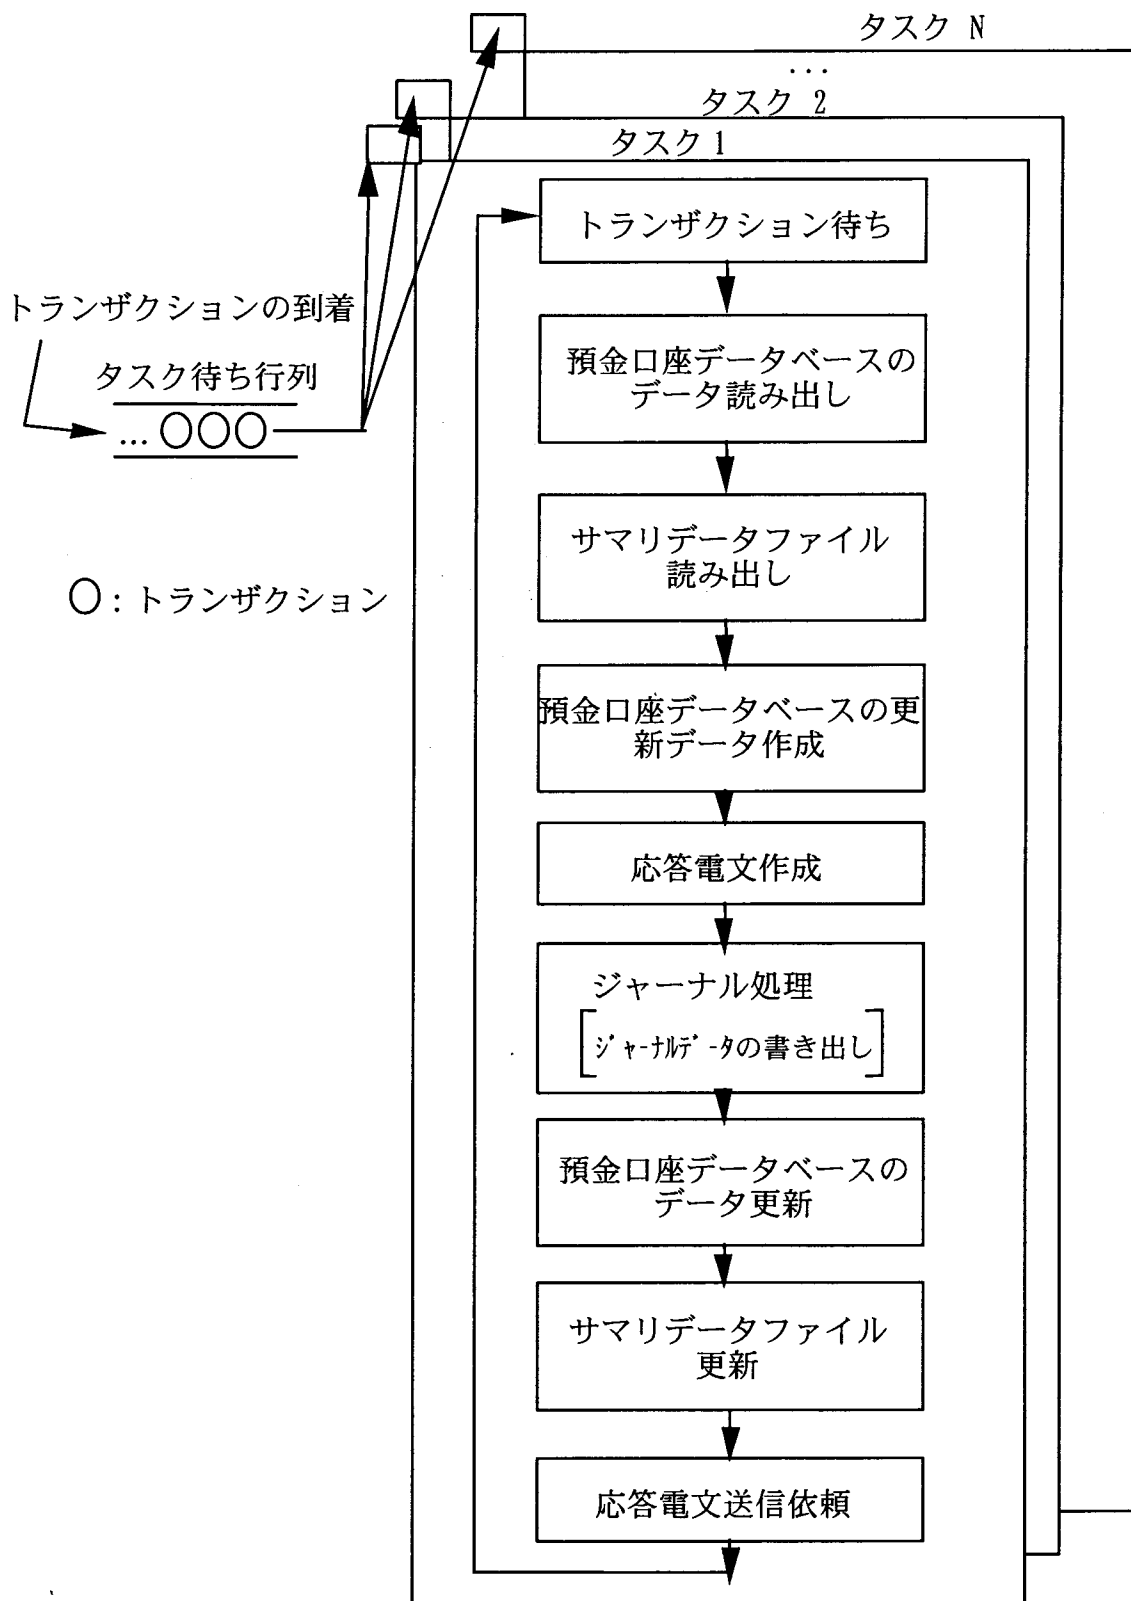 タスク N
...
タスク 2
タスク1
トランザクション待ち
トランザクションの到着
タスク待ち行列
...
預金口座データベースの
データ読み出し
サマリデータファイル
読み出し
○:トランザクション
預金口座データベースの更
新データ作成
応答電文作成
ジャーナル処理
[ジャーナルデータの書き出し]
預金口座データベースの
データ更新
サマリデータファイル
更新
応答電文送信依頼